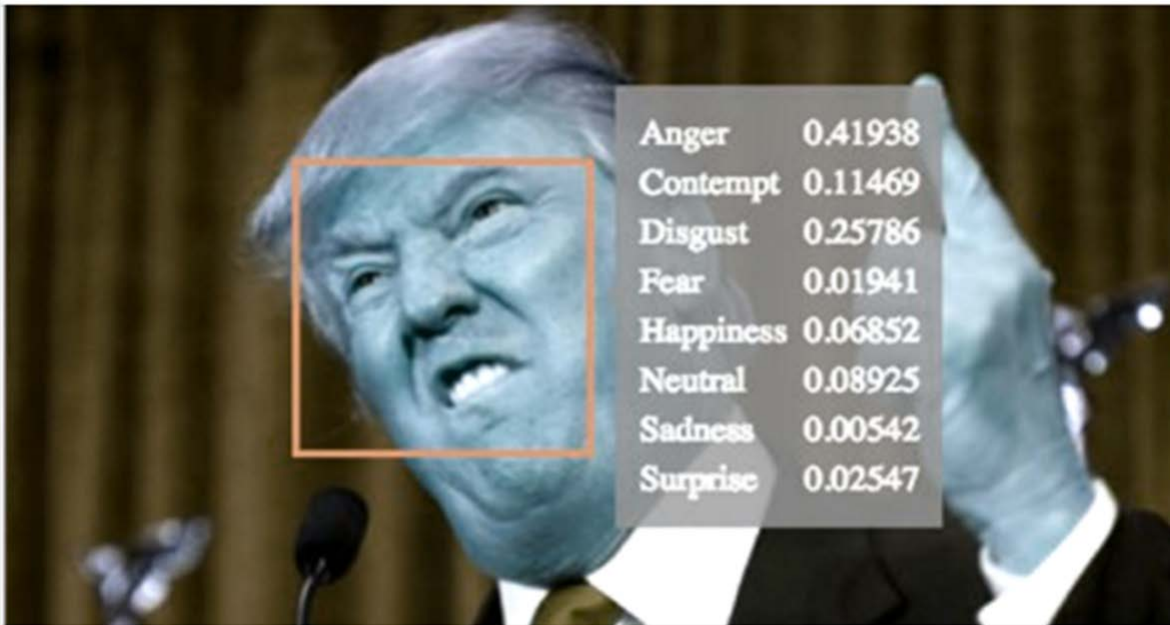 Anger 0.41938
Contempt 0.11469
Disgust 0.25786
Fear 0.01941
Happiness 0.06852
Neutral 0.08925
Sadness 0.00542
Surprise 0.02547